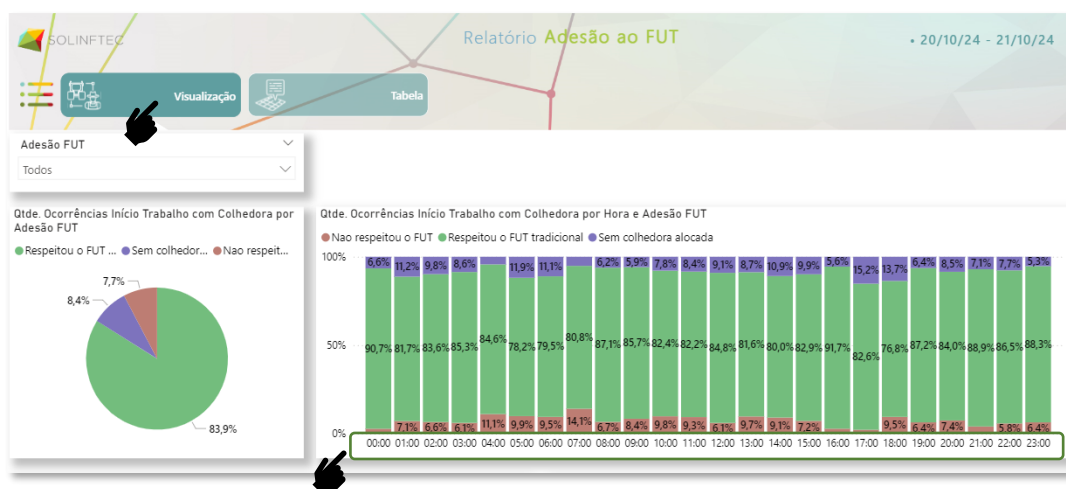 SOLINFTEC
Relatório Adesão ao FUT
• 20/10/24 - 21/10/24
Visualização
Tabela
Adesão FUT
Todos
Qtde. Ocorrências Início Trabalho com Colhedora por
Adesão FUT
Respeitou o FUT ... Sem colhedor... Nao respeit...
7,7%
8,4%
83,9%
Qtde. Ocorrências Início Trabalho com Colhedora por Hora e Adesão FUT
Nao respeitou o FUT Respeitou o FUT tradicional Sem colhedora alocada
100%
6,6% 11,2% 9,8% 8,6% 11,9% 11,1% 6,2% 5,9% 7,8% 8,4% 9,1% 8,7% 10,9% 9,9% 5,6% 15,2% 13,7% 6,4% 8,5% 7,1% 7,7% 5,3%
50%
90,7% 81,7% 83,6% 85,3% 84,6% 78,2% 79,5% 80,8% 87,1% 85,7% 82,4% 82,2% 84,8% 81,6% 80,0% 82,9% 91,7% 82,6% 76,8% 87,2% 84,0% 88,9% 86,5% 88,3%
7,1% 6,6% 6,1% 11,1% 9,9% 9,5% 14,1% 6,7% 8,4% 9,8% 9,3% 6,1% 9,7% 9,1% 7,2% 9,5% 6,4% 7,4% 5,8% 6,4%
0%
00:00 01:00 02:00 03:00 04:00 05:00 06:00 07:00 08:00 09:00 10:00 11:00 12:00 13:00 14:00 15:00 16:00 17:00 18:00 19:00 20:00 21:00 22:00 23:00